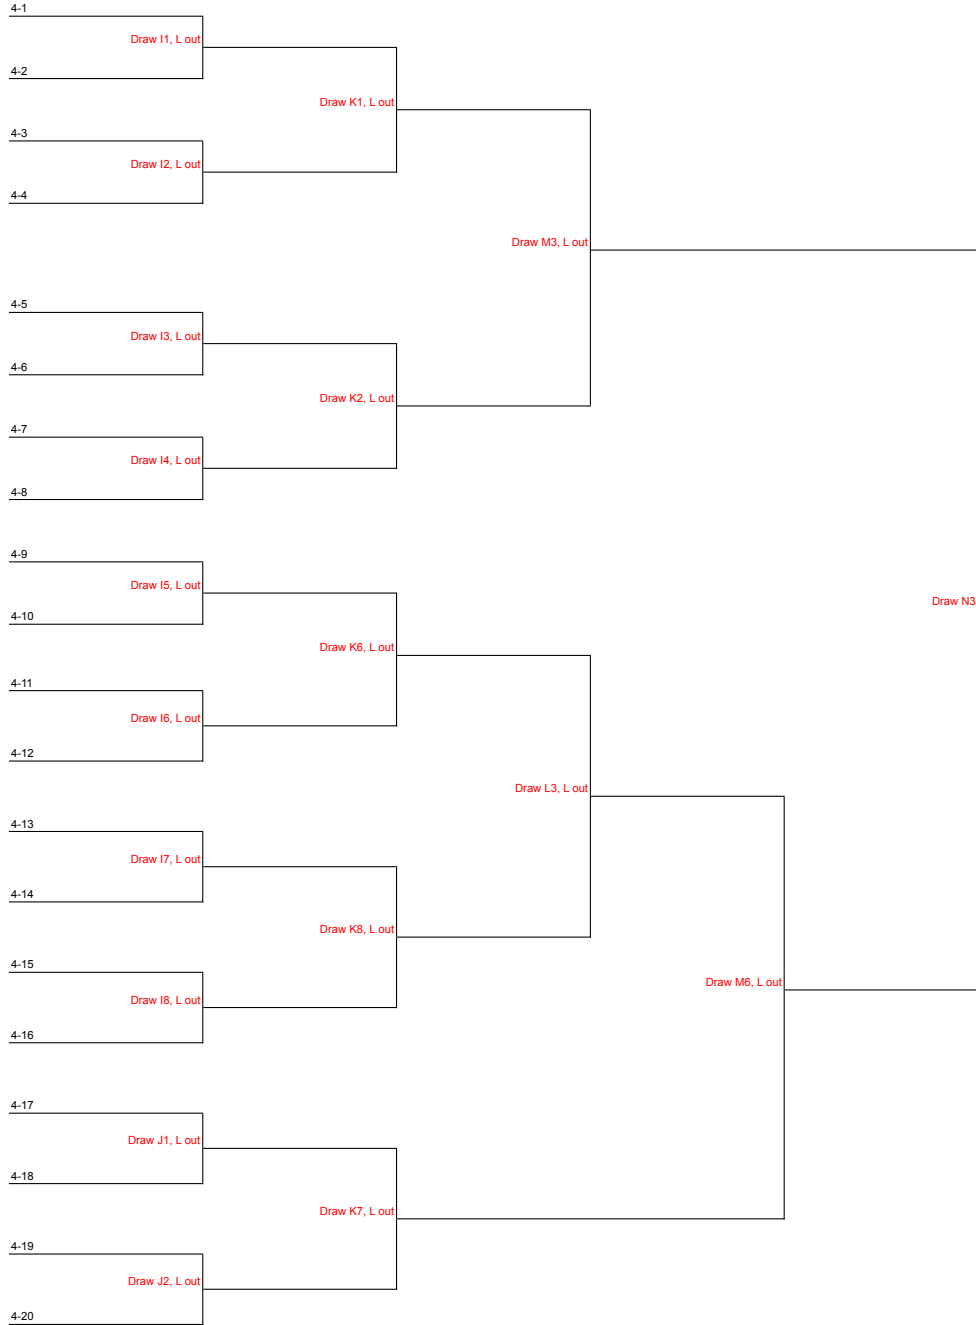 4-1
Draw I1, L out
4-2
Draw K1, L out
4-3
Draw I2, L out
4-4
Draw M3, L out
4-5
Draw I3, L out
4-6
Draw K2, L out
4-7
Draw I4, L out
4-8
4-9
Draw I5, L out
Draw N3
4-10
Draw K6, L out
4-11
Draw I6, L out
4-12
Draw L3, L out
4-13
Draw I7, L out
4-14
Draw K8, L out
4-15
Draw M6, L out
Draw I8, L out
4-16
4-17
Draw J1, L out
4-18
Draw K7, L out
4-19
Draw J2, L out
4-20